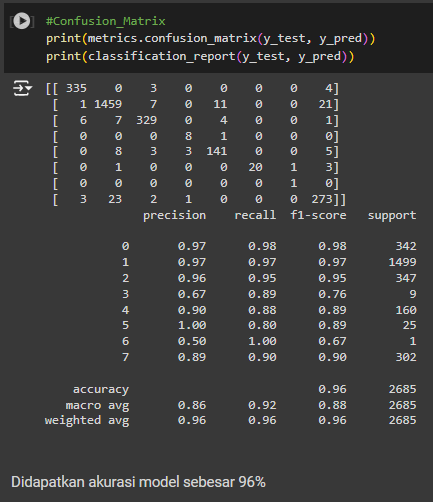 #Confusion_Matrix
print(metrics.confusion_matrix(y_test, y_pred))
print(classification_report(y_test, y_pred))
[[ 335 0 3 0 0 0 0 4]
[ 1 1459 7 0 11 0 0 21]
[ 6 7 329 0 4 0 0 1]
[ 0 0 0 8 1 0 0 0]
[ 0 8 3 3 141 0 0 5]
[ 0 1 0 0 0 20 1 3]
[ 0 0 0 0 0 0 1 0]
[ 3 23 2 1 0 0 0 273]]
precision recall f1-score support
0 0.97 0.98 0.98 342
1 0.97 0.97 0.97 1499
2 0.96 0.95 0.95 347
3 0.67 0.89 0.76 9
4 0.90 0.88 0.89 160
5 1.00 0.80 0.89 25
6 0.50 1.00 0.67 1
7 0.89 0.90 0.90 302
accuracy 0.96 2685
macro avg 0.86 0.92 0.88 2685
weighted avg 0.96 0.96 0.96 2685
Didapatkan akurasi model sebesar 96%